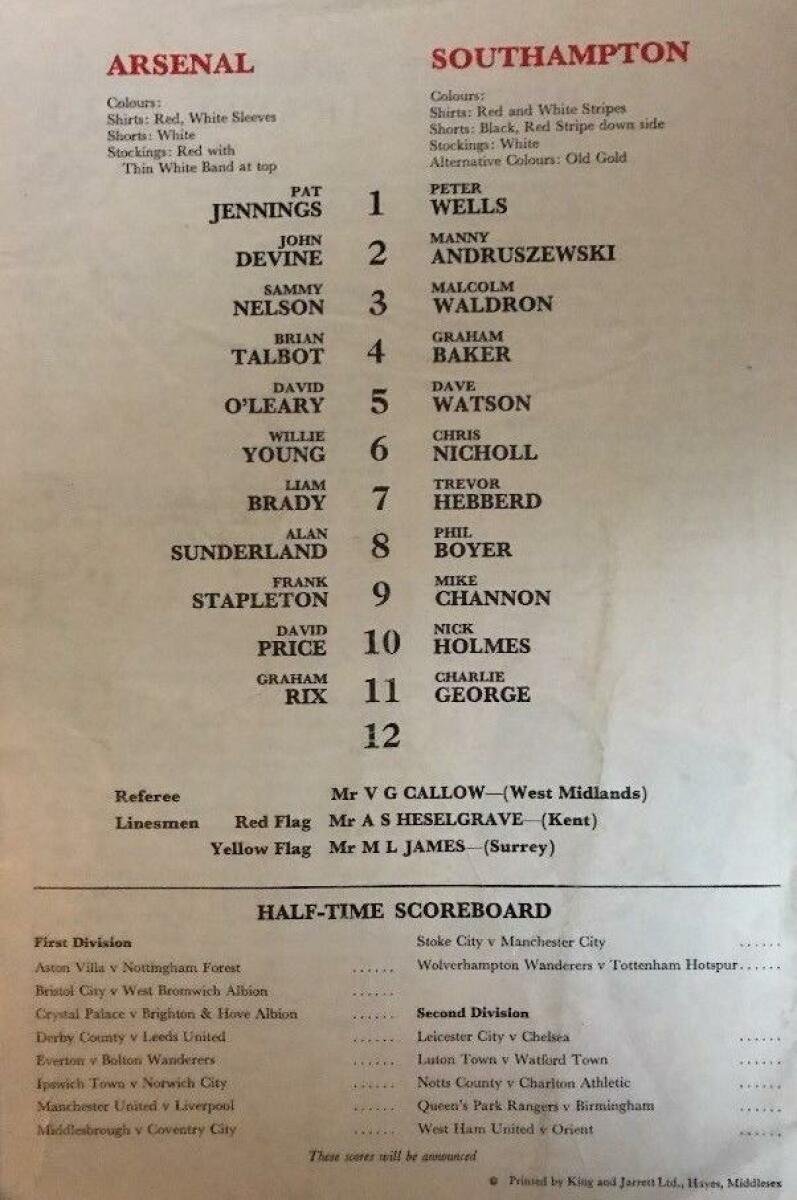 ARSENAL
Colours:
Shirts: Red, White Sleeves
Shorts: White
Stockings: Red with
Thin White Band at top
SOUTHAMPTON
Colours:
Shirts: Red and White Stripes
Shorts: Black, Red Stripe down side
Stockings: White
Alternative Colours: Old Gold
PAT PETER
JENNINGS 1 WELLS
JOHN MANNY
DEVINE 2 ANDRUSZEWSKI
SAMMY MALCOLM
NELSON 3 WALDRON
BRIAN GRAHAM
TALBOT 4 BAKER
DAVID DAVE
O'LEARY 5 WATSON
WILLIE CHRIS
YOUNG 6 NICHOLL
LIAM TREVOR
BRADY 7 HEBBERD
ALAN PHIL
SUNDERLAND 8 BOYER
FRANK MIKE
STAPLETON 9 CHANNON
DAVID NICK
PRICE 10 HOLMES
GRAHAM CHARLIE
RIX 11 GEORGE
12
Referee Mr V G CALLOW—(West Midlands)
Linesmen Red Flag Mr A S HESELGRAVE—(Kent)
Yellow Flag Mr M L JAMES—(Surrey)
HALF-TIME SCOREBOARD
First Division
Aston Villa v Nottingham Forest ......
Bristol City v West Bromwich Albion ......
Crystal Palace v Brighton & Hove Albion ......
Derby County v Leeds United ......
Everton v Bolton Wanderers ......
Ipswich Town v Norwich City ......
Manchester United v Liverpool ......
Middlesbrough v Coventry City ......
Stoke City v Manchester City ......
Wolverhampton Wanderers v Tottenham Hotspur ......
Second Division
Leicester City v Chelsea ......
Luton Town v Watford Town ......
Notts County v Charlton Athletic ......
Queen's Park Rangers v Birmingham ......
West Ham United v Orient ......
These scores will be announced
© Printed by King and Jarrett Ltd., Hayes, Middlesex